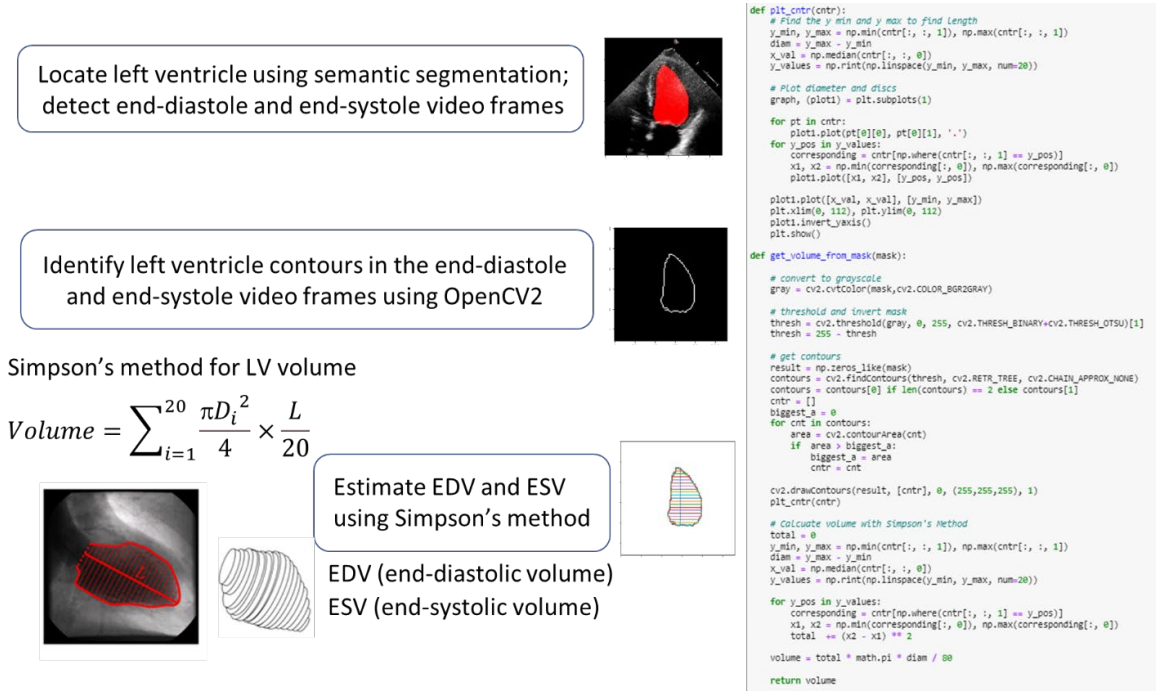 Locate left ventricle using semantic segmentation;
detect end-diastole and end-systole video frames
Identify left ventricle contours in the end-diastole
and end-systole video frames using OpenCV2
Simpson’s method for LV volume
Volume = ∑_{i=1}^{20} πD_i²/4 × L/20
Estimate EDV and ESV
using Simpson’s method
EDV (end-diastolic volume)
ESV (end-systolic volume)
def plt_cntr(cntr):
    # Find the y min and y max to find length
    y_min, y_max = np.min(cntr[:, :, 1]), np.max(cntr[:, :, 1])
    diam = y_max - y_min
    x_val = np.median(cntr[:, :, 0])
    y_values = np.rint(np.linspace(y_min, y_max, num=20))
    # Plot diameter and discs
    graph, (plot1) = plt.subplots(1)
    for pt in cntr:
        plot1.plot(pt[0][0], pt[0][1], '.')
    for y_pos in y_values:
        corresponding = cntr[np.where(cntr[:, :, 1] == y_pos)]
        x1, x2 = np.min(corresponding[:, 0]), np.max(corresponding[:, 0])
        plot1.plot([x1, x2], [y_pos, y_pos])
    plot1.plot([x_val, x_val], [y_min, y_max])
    plt.xlim(0, 112), plt.ylim(0, 112)
    plot1.invert_yaxis()
    plt.show()
def get_volume_from_mask(mask):
    # convert to grayscale
    gray = cv2.cvtColor(mask,cv2.COLOR_BGR2GRAY)
    # threshold and invert mask
    thresh = cv2.threshold(gray, 0, 255, cv2.THRESH_BINARY+cv2.THRESH_OTSU)[1]
    thresh = 255 - thresh
    # get contours
    result = np.zeros_like(mask)
    contours = cv2.findContours(thresh, cv2.RETR_TREE, cv2.CHAIN_APPROX_NONE)
    contours = contours[0] if len(contours) == 2 else contours[1]
    cntr = []
    biggest_a = 0
    for cnt in contours:
        area = cv2.contourArea(cnt)
        if  area > biggest_a:
            biggest_a = area
            cntr = cnt
    cv2.drawContours(result, [cntr], 0, (255,255,255), 1)
    plt_cntr(cntr)
    # Calcuate volume with Simpson's Method
    total = 0
    y_min, y_max = np.min(cntr[:, :, 1]), np.max(cntr[:, :, 1])
    diam = y_max - y_min
    x_val = np.median(cntr[:, :, 0])
    y_values = np.rint(np.linspace(y_min, y_max, num=20))
    for y_pos in y_values:
        corresponding = cntr[np.where(cntr[:, :, 1] == y_pos)]
        x1, x2 = np.min(corresponding[:, 0]), np.max(corresponding[:, 0])
        total  += (x2 - x1) ** 2
    volume = total * math.pi * diam / 80
    return volume